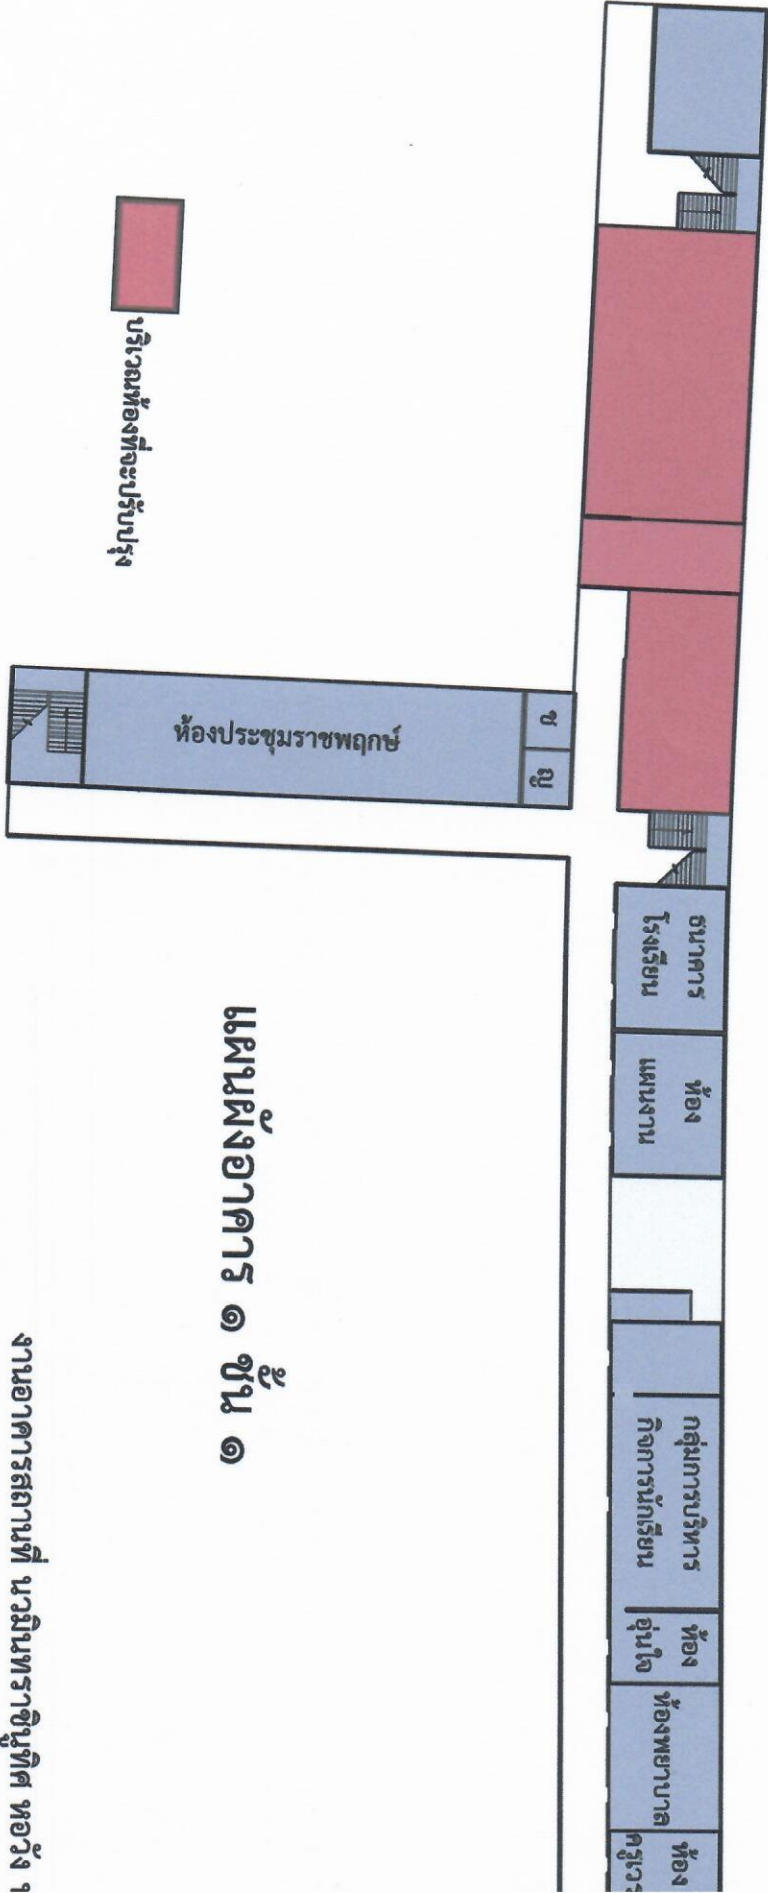 ธนาคาร
โรงเรียน
ห้อง
แผนงาน
กลุ่มการบริหาร
กิจการนักเรียน
ห้อง
อุ่นใจ
ห้องพยาบาล
ห้อง
ช
ญ
ห้องประชุมราชพฤกษ์
บริเวณห้องที่จะปรับปรุง
แผนผังอาคาร ๑ ชั้น ๑
งานอาคารสถานที่ นวมินทราชินูทิศ หอวัง